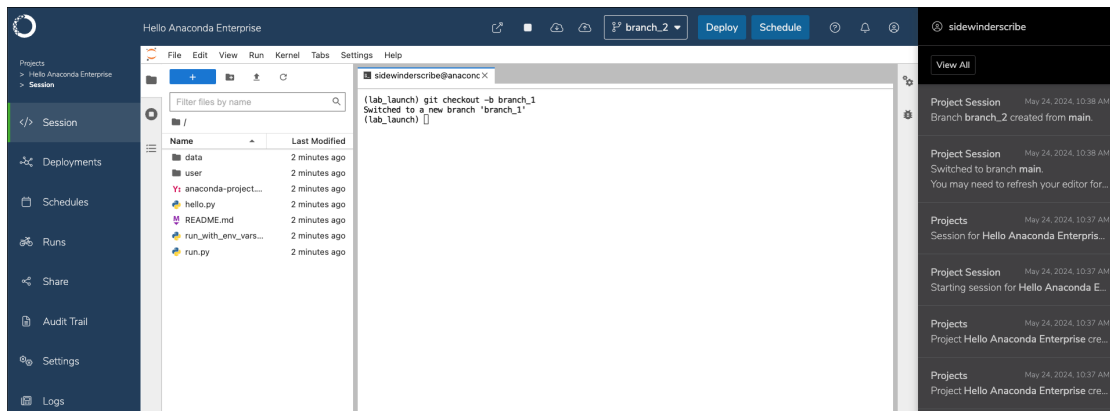 Hello Anaconda Enterprise
branch_2
Deploy
Schedule
Projects
> Hello Anaconda Enterprise
> Session
Session
Deployments
Schedules
Runs
Share
Audit Trail
Settings
Logs
File Edit View Run Kernel Tabs Settings Help
+
Filter files by name
/
Name Last Modified
data 2 minutes ago
user 2 minutes ago
Y: anaconda-project.... 2 minutes ago
hello.py 2 minutes ago
README.md 2 minutes ago
run_with_env_vars... 2 minutes ago
run.py 2 minutes ago
sidewinderscribe@anaconc ×
(lab_launch) git checkout -b branch_1
Switched to a new branch 'branch_1'
(lab_launch)
sidewinderscribe
View All
Project Session May 24, 2024, 10:38 AM
Branch branch_2 created from main.
Project Session May 24, 2024, 10:38 AM
Switched to branch main.
You may need to refresh your editor for...
Projects May 24, 2024, 10:37 AM
Session for Hello Anaconda Enterpris...
Project Session May 24, 2024, 10:37 AM
Starting session for Hello Anaconda E...
Projects May 24, 2024, 10:37 AM
Project Hello Anaconda Enterprise cre...
Projects May 24, 2024, 10:37 AM
Project Hello Anaconda Enterprise cre...